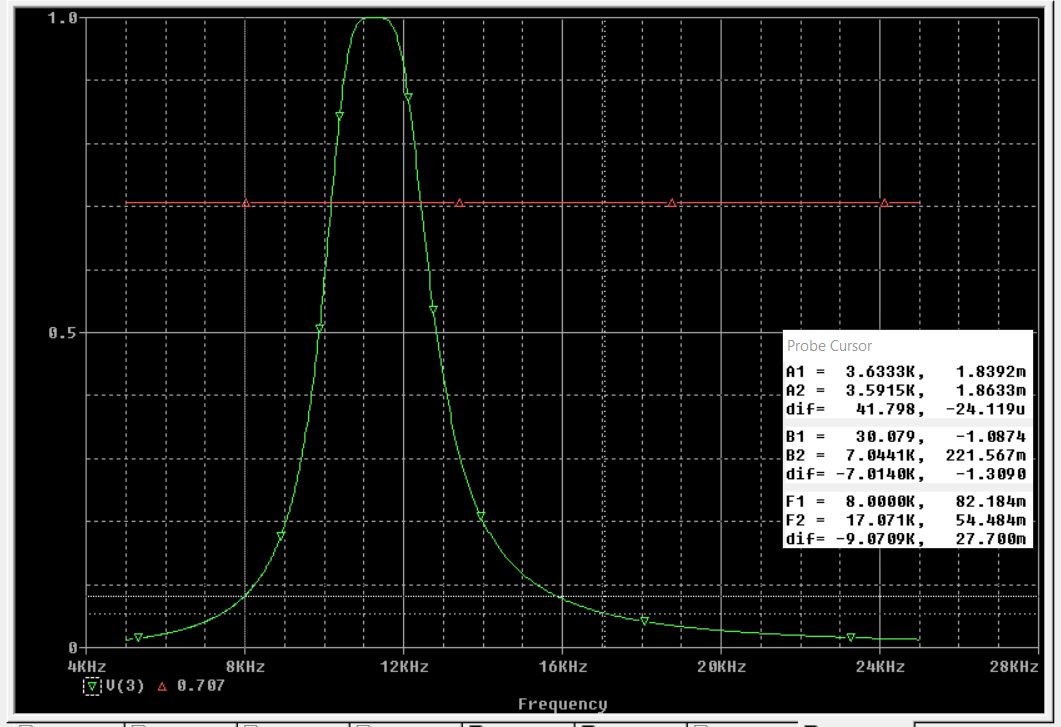 1.0
0.5
0
4KHz 8KHz 12KHz 16KHz 20KHz 24KHz 28KHz
V(3) 0.707
Frequency
Probe Cursor
A1 = 3.6333K, 1.8392m
A2 = 3.5915K, 1.8633m
dif= 41.798, -24.119u
B1 = 30.079, -1.0874
B2 = 7.0441K, 221.567m
dif= -7.0140K, -1.3090
F1 = 8.0000K, 82.184m
F2 = 17.071K, 54.484m
dif= -9.0709K, 27.700m